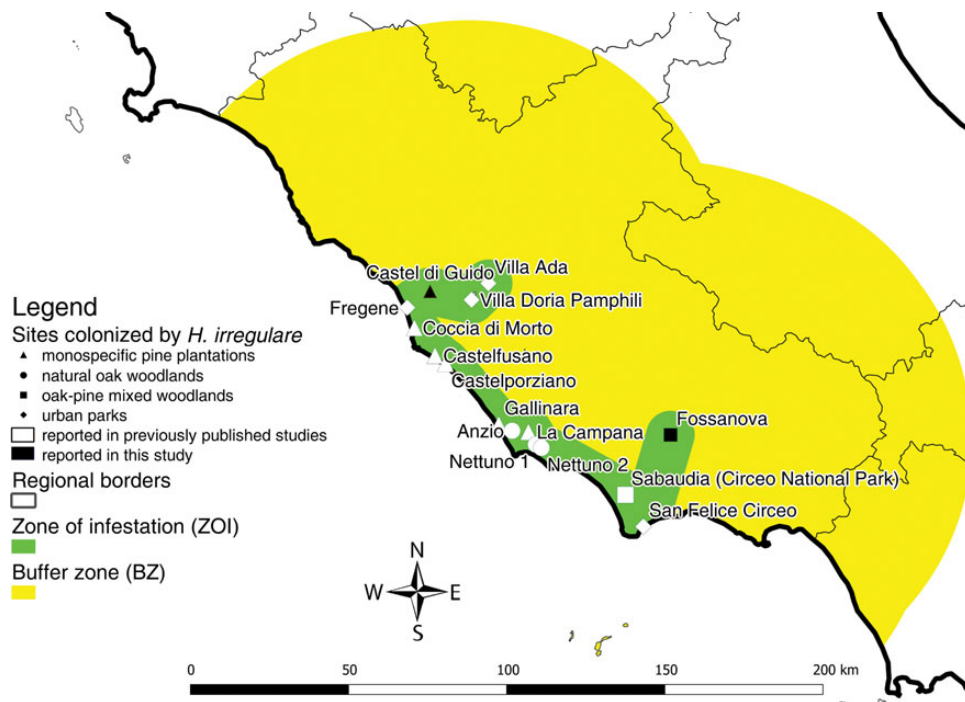 Castel di Guido
Villa Ada
Villa Doria Pamphili
Fregene
Coccia di Morto
Castelfusano
Castelporziano
Gallinara
Anzio
La Campana
Nettuno 1
Nettuno 2
Fossanova
Sabaudia (Circeo National Park)
San Felice Circeo
Legend
Sites colonized by H. irregulare
monospecific pine plantations
natural oak woodlands
oak-pine mixed woodlands
urban parks
reported in previously published studies
reported in this study
Regional borders
Zone of infestation (ZOI)
Buffer zone (BZ)
N
W E
S
0 50 100 150 200 km